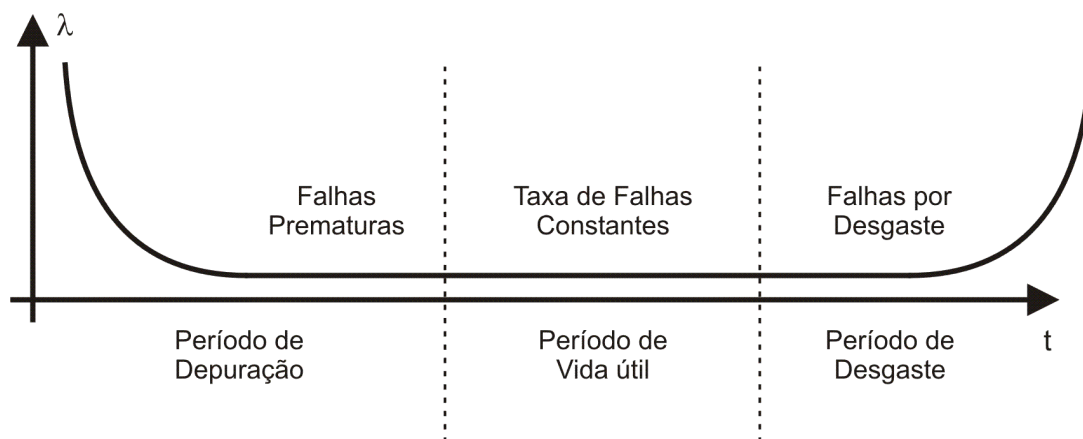 λ
Falhas
Prematuras
Taxa de Falhas
Constantes
Falhas por
Desgaste
Período de
Depuração
Período de
Vida útil
Período de
Desgaste
t